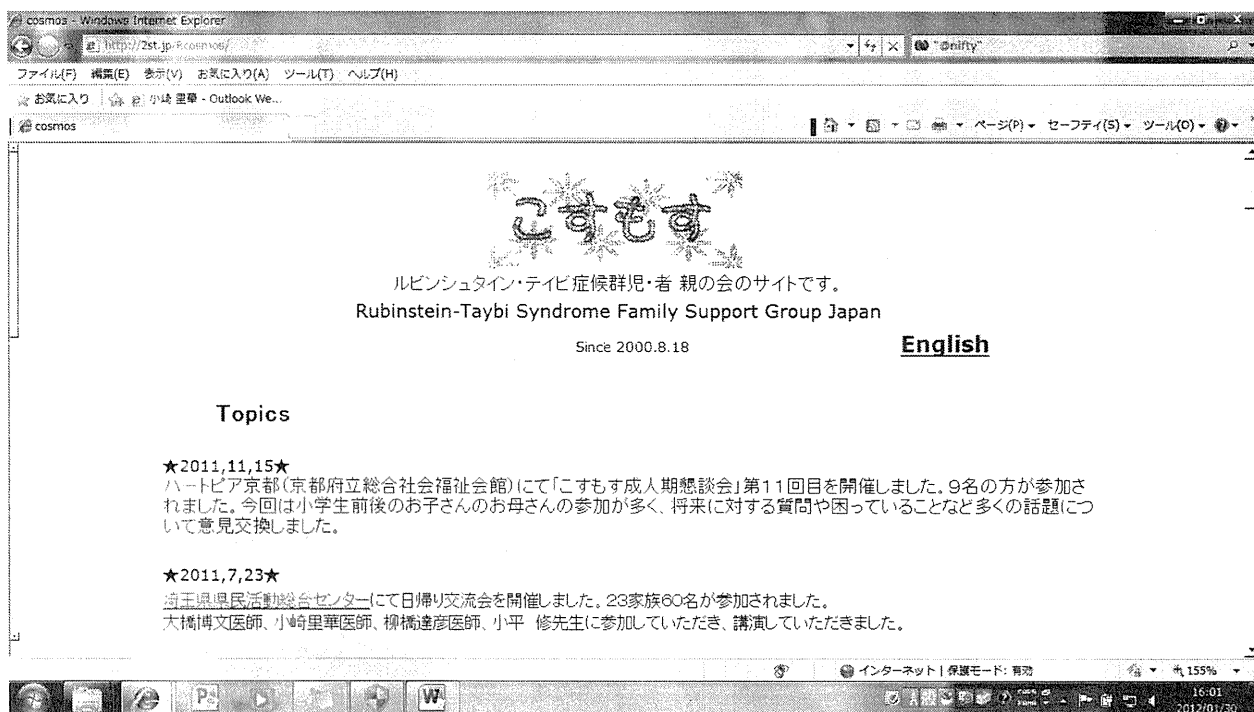 cosmos - Windows Internet Explorer
http://2st.jp/
"@nifty"
ファイル(F) 編集(E) 表示(V) お気に入り(A) ツール(T) ヘルプ(H)
お気に入り 小崎 里華 - Outlook We...
cosmos ページ(P) セーフティ(S) ツール(O)
こすもす
ルビンシュタイン・テイビ症候群児・者 親の会のサイトです。
Rubinstein-Taybi Syndrome Family Support Group Japan
Since 2000.8.18
English
Topics
★2011,11,15★
ハートピア京都(京都府立総合社会福祉会館)にて「こすもす成人期懇談会」第11回目を開催しました。9名の方が参加さ
れました。今回は小学生前後のお子さんのお母さんの参加が多く、将来に対する質問や困っていることなど多くの話題につ
いて意見交換しました。
★2011,7,23★
埼玉県県民活動総合センターにて日帰り交流会を開催しました。23家族60名が参加されました。
大橋博文医師、小崎里華医師、柳橋達彦医師、小平 修先生に参加していただき、講演していただきました。
インターネット | 保護モード: 有効 155%
16:01
2012/01/30